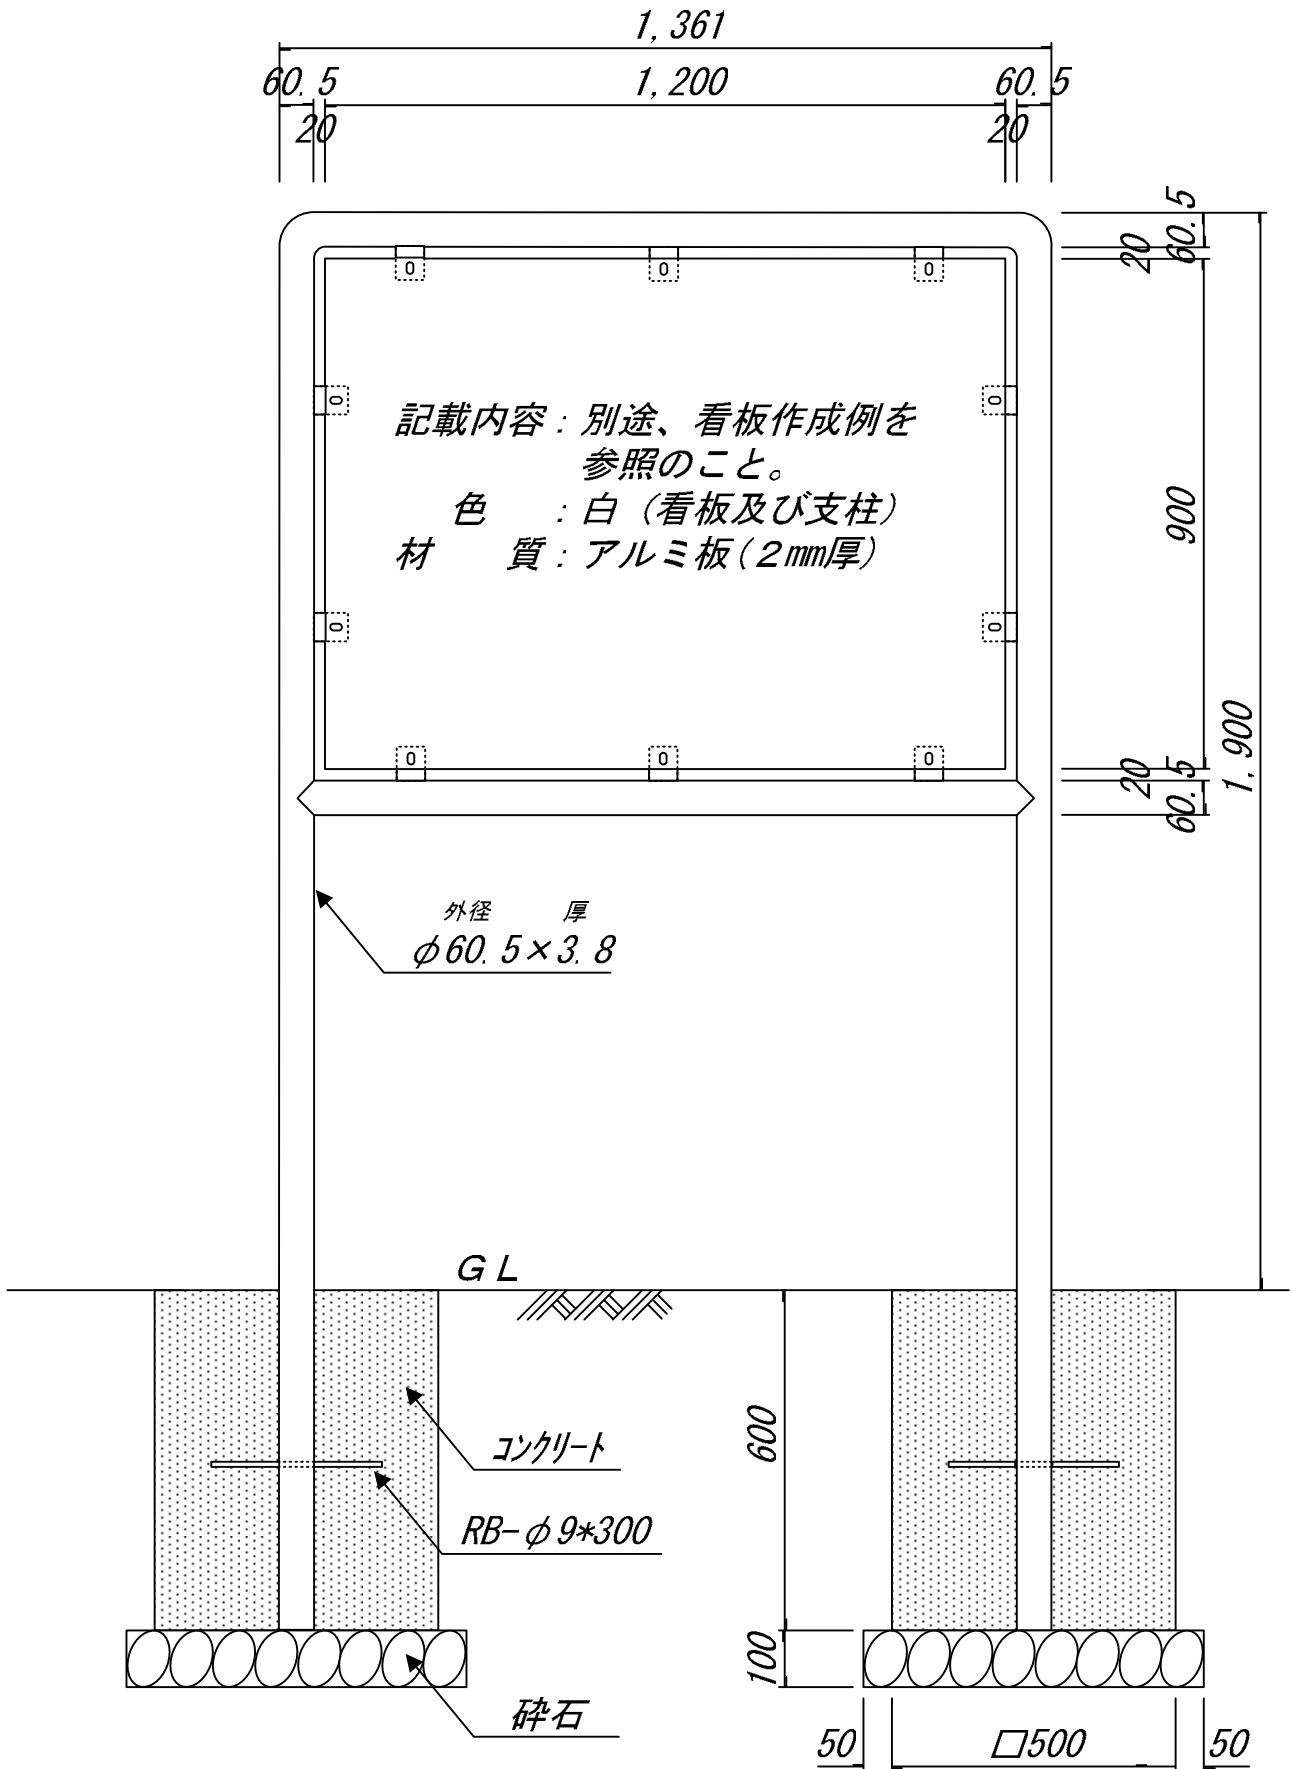 1,361
60.5
1,200
60.5
20
20
60.5
20
記載内容：別途、看板作成例を
参照のこと。
色　：白（看板及び支柱）
材　質：アルミ板（２㎜厚）
900
1,900
20
60.5
外径　厚
φ60.5×3.8
ＧＬ
600
コンクリート
RB-φ9*300
100
砕石
50
□500
50